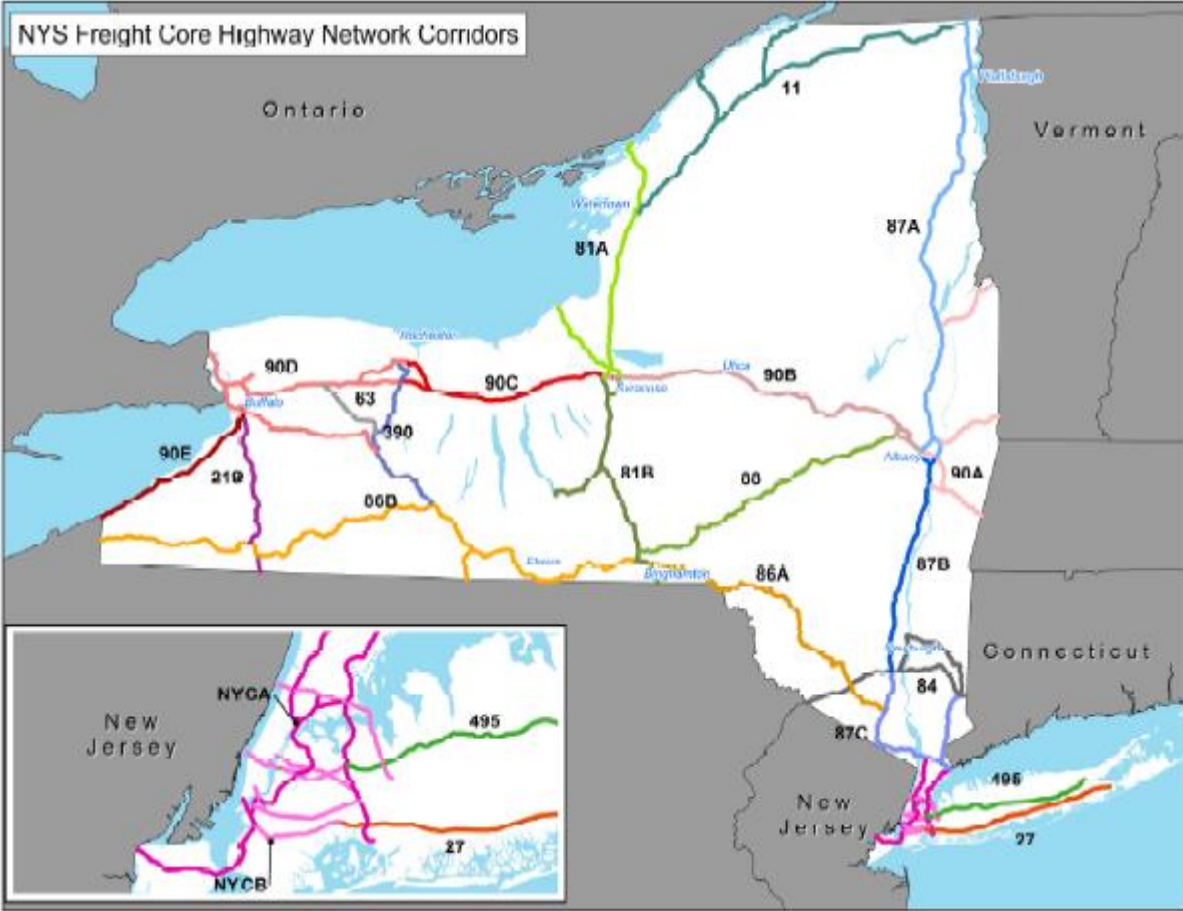 NYS Freight Core Highway Network Corridors
Ontario
11
Plattsburgh
Vermont
Watertown
81A
87A
Rochester
90D
63
90C
Syracuse
Utica
90B
Buffalo
390
90E
219
81B
Albany
90A
Elmira
Binghamton
86A
87B
Connecticut
84
87C
New
Jersey
495
27
NYCA
New
Jersey
495
27
NYCB